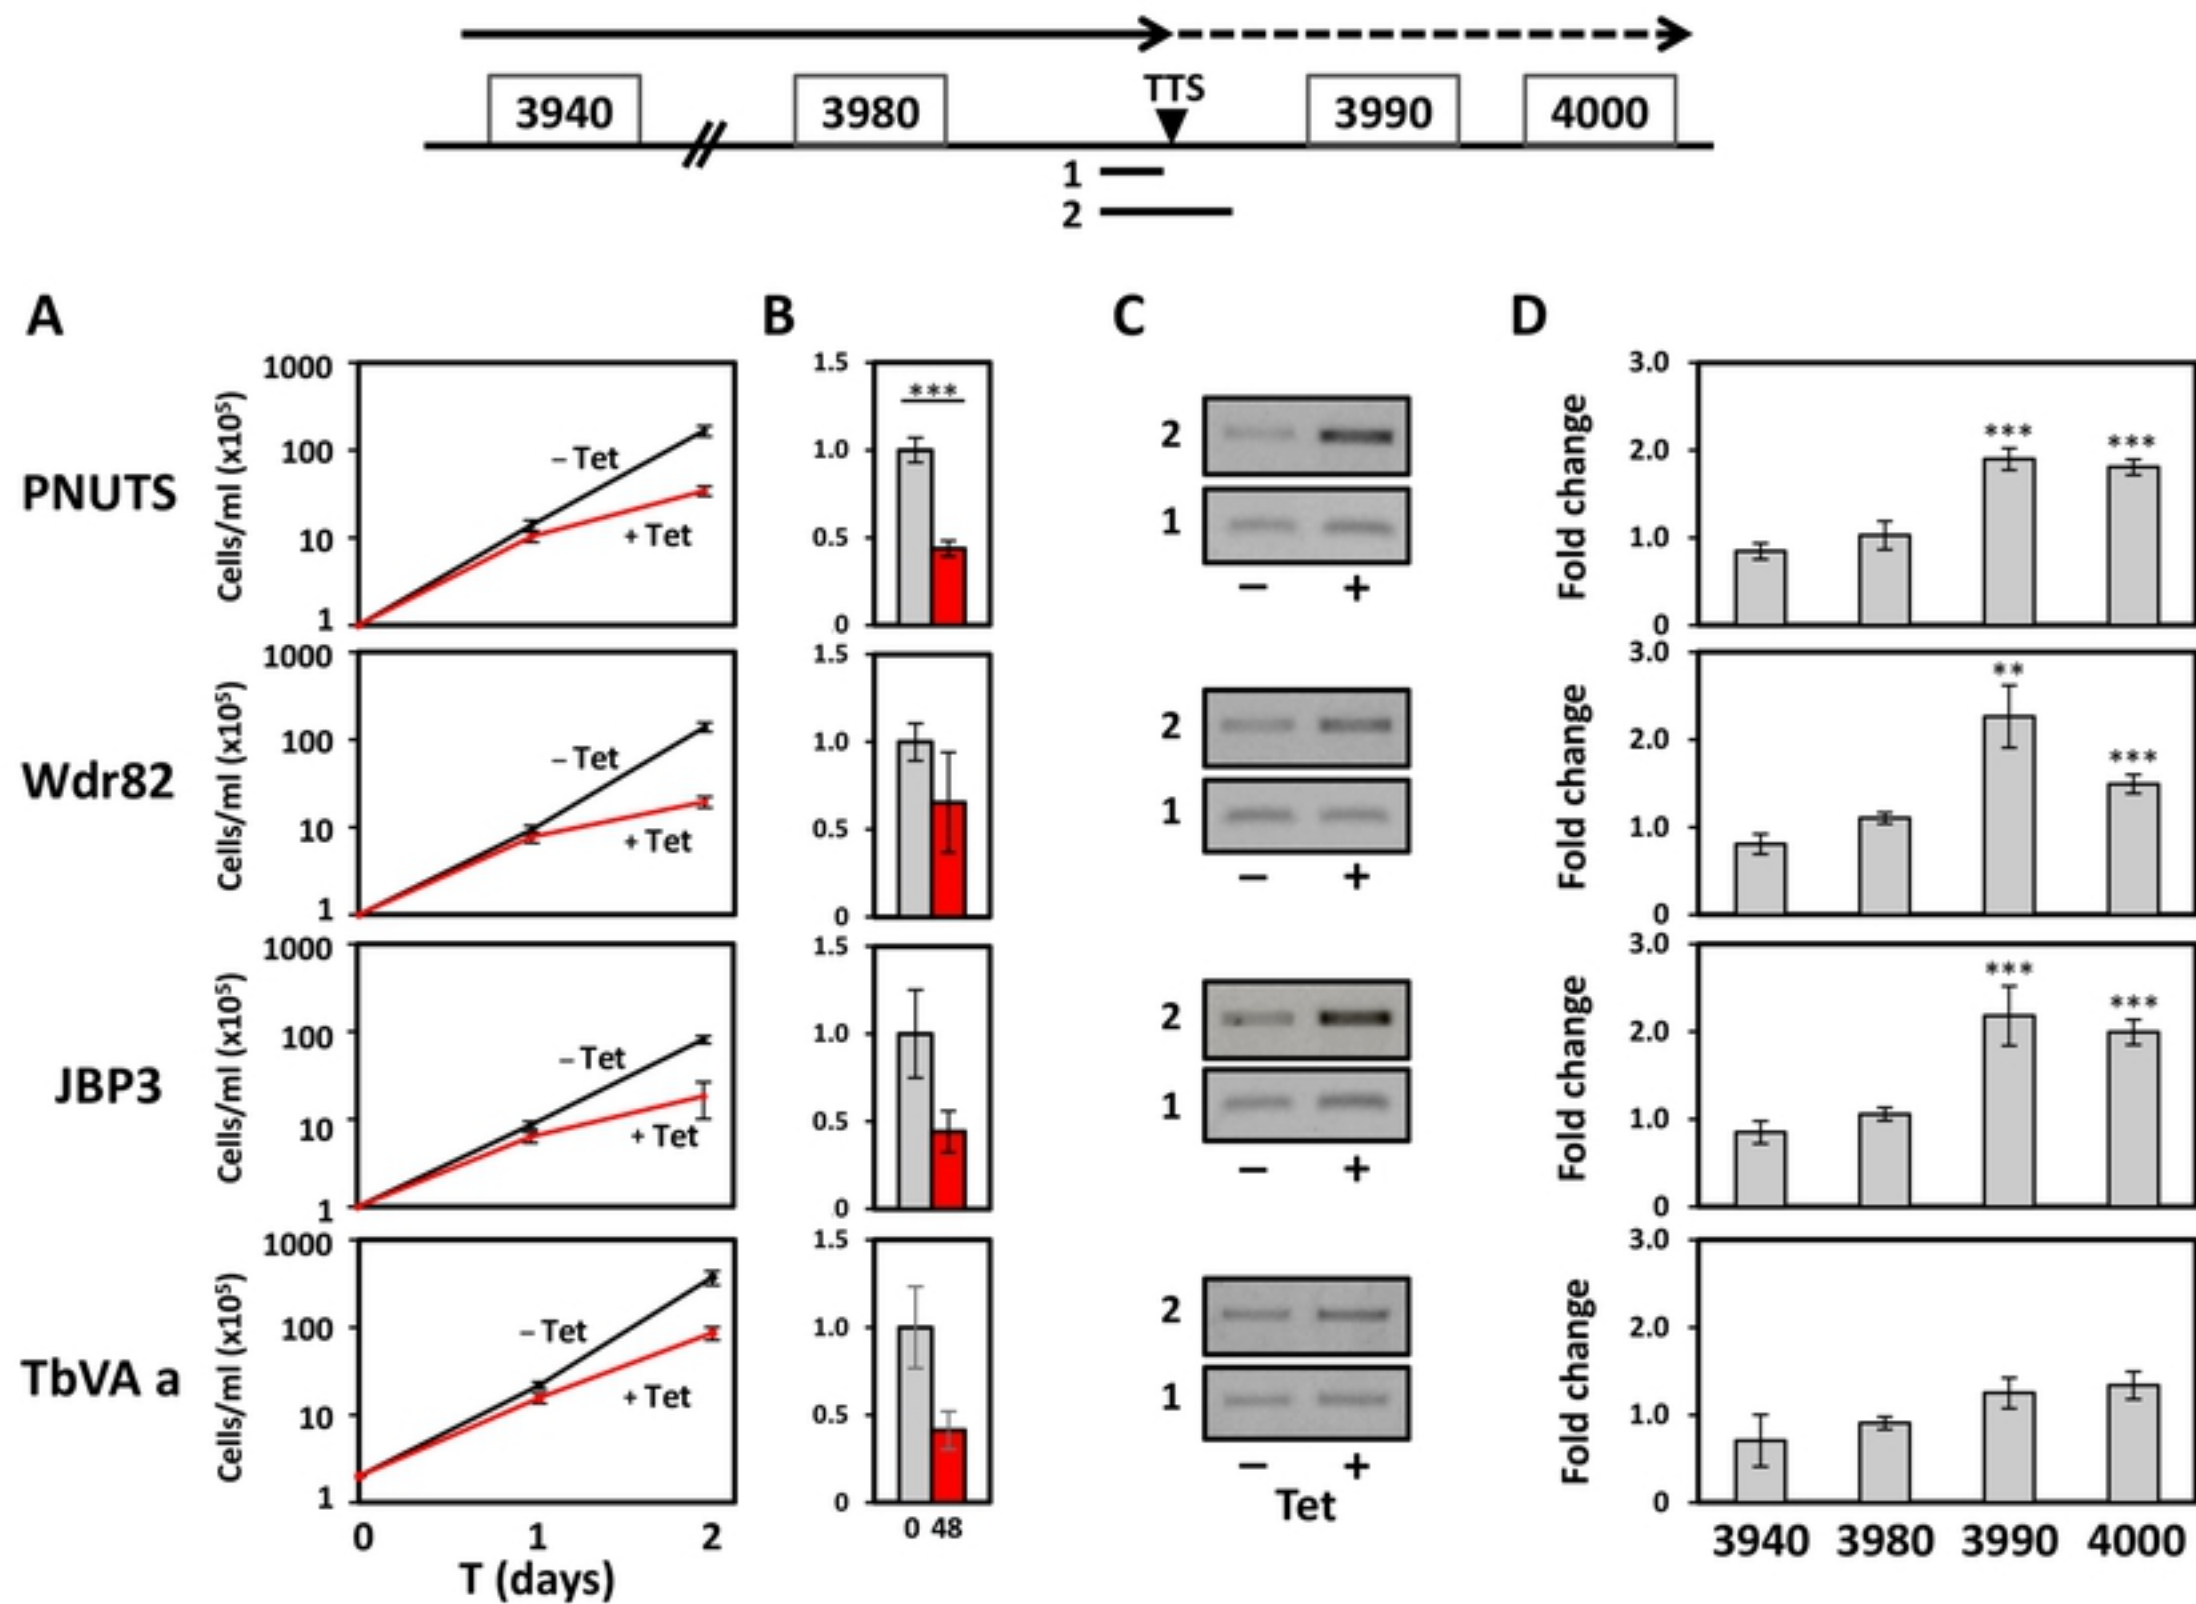 3940 3980 TTS 3990 4000
1
2
A B C D
PNUTS
Cells/ml (x10⁵)
1000
100
10
1
– Tet
+ Tet
1.5
1.0
0.5
0
***
2
1
– +
Fold change
3.0
2.0
1.0
0
*** ***
Wdr82
Cells/ml (x10⁵)
1000
100
10
1
– Tet
+ Tet
1.5
1.0
0.5
0
2
1
– +
Fold change
3.0
2.0
1.0
0
** ***
JBP3
Cells/ml (x10⁵)
1000
100
10
1
– Tet
+ Tet
1.5
1.0
0.5
0
2
1
– +
Fold change
3.0
2.0
1.0
0
*** ***
TbVA a
Cells/ml (x10⁵)
1000
100
10
1
– Tet
+ Tet
0 1 2
T (days)
1.5
1.0
0.5
0
0 48
2
1
– +
Tet
Fold change
3.0
2.0
1.0
0
3940 3980 3990 4000